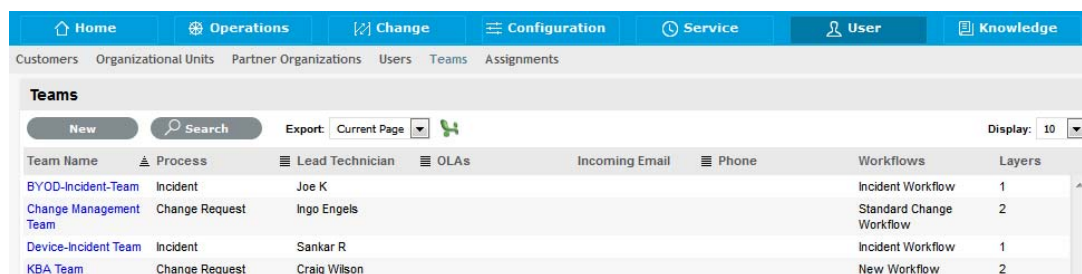 Home Operations Change Configuration Service User Knowledge
Customers Organizational Units Partner Organizations Users Teams Assignments
Teams
New Search Export: Current Page Display: 10
Team Name Process Lead Technician OLAs Incoming Email Phone Workflows Layers
BYOD-Incident-Team Incident Joe K Incident Workflow 1
Change Management Change Request Ingo Engels Standard Change 2
Team Workflow
Device-Incident Team Incident Sankar R Incident Workflow 1
KBA Team Change Request Craig Wilson New Workflow 2